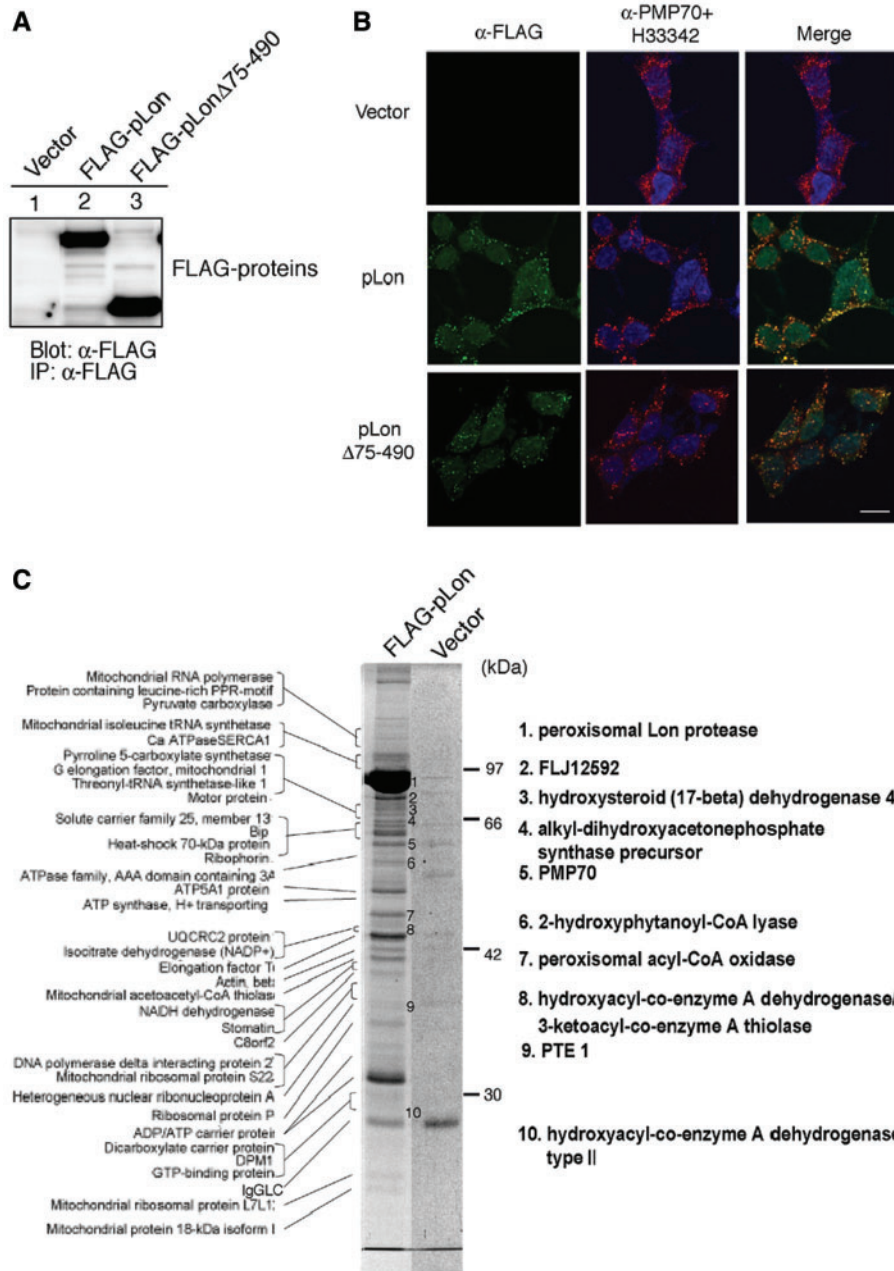 A
Vector
FLAG-pLon
FLAG-pLonΔ75-490
1 2 3
FLAG-proteins
Blot: α-FLAG
IP: α-FLAG
B
α-FLAG
α-PMP70+
H33342
Merge
Vector
pLon
pLon
Δ75-490
C
FLAG-pLon
Vector
(kDa)
97
66
42
30
Mitochondrial RNA polymerase
Protein containing leucine-rich PPR-motif
Pyruvate carboxylase
Mitochondrial isoleucine tRNA synthetase
Ca ATPaseSERCA1
Pyrroline 5-carboxylate synthetase
G elongation factor, mitochondrial 1
Threonyl-tRNA synthetase-like 1
Motor protein
Solute carrier family 25, member 13
Bip
Heat-shock 70-kDa protein
Ribophorin
ATPase family, AAA domain containing 3A
ATP5A1 protein
ATP synthase, H+ transporting
UQCRC2 protein
Isocitrate dehydrogenase (NADP+)
Elongation factor T
Actin, bet
Mitochondrial acetoacetyl-CoA thiolas
NADH dehydrogenase
Stomatin
C8orf2
DNA polymerase delta interacting protein 2
Mitochondrial ribosomal protein S22
Heterogeneous nuclear ribonucleoprotein A
Ribosomal protein P
ADP/ATP carrier protein
Dicarboxylate carrier protein
DPM1
GTP-binding protein
IgGLC
Mitochondrial ribosomal protein L7L1
Mitochondrial protein 18-kDa isoform
1
2
3
4
5
6
7
8
9
10
1. peroxisomal Lon protease
2. FLJ12592
3. hydroxysteroid (17-beta) dehydrogenase 4
4. alkyl-dihydroxyacetonephosphate
synthase precursor
5. PMP70
6. 2-hydroxyphytanoyl-CoA lyase
7. peroxisomal acyl-CoA oxidase
8. hydroxyacyl-co-enzyme A dehydrogenase/
3-ketoacyl-co-enzyme A thiolase
9. PTE 1
10. hydroxyacyl-co-enzyme A dehydrogenase
type II